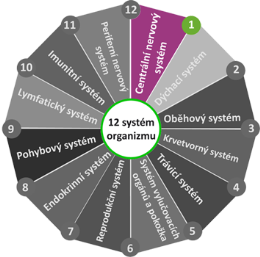 12 systém
organizmu
1
Centrální nervový
systém
2
Dýchací systém
3
Oběhový systém
4
Krvetvorný systém
5
Trávicí systém
6
Systém vylučovacích
orgánů a pokožka
7
Reprodukční systém
8
Endokrinní systém
9
Pohybový systém
10
Lymfatický systém
11
Imunitní systém
12
Periferní nervový
systém